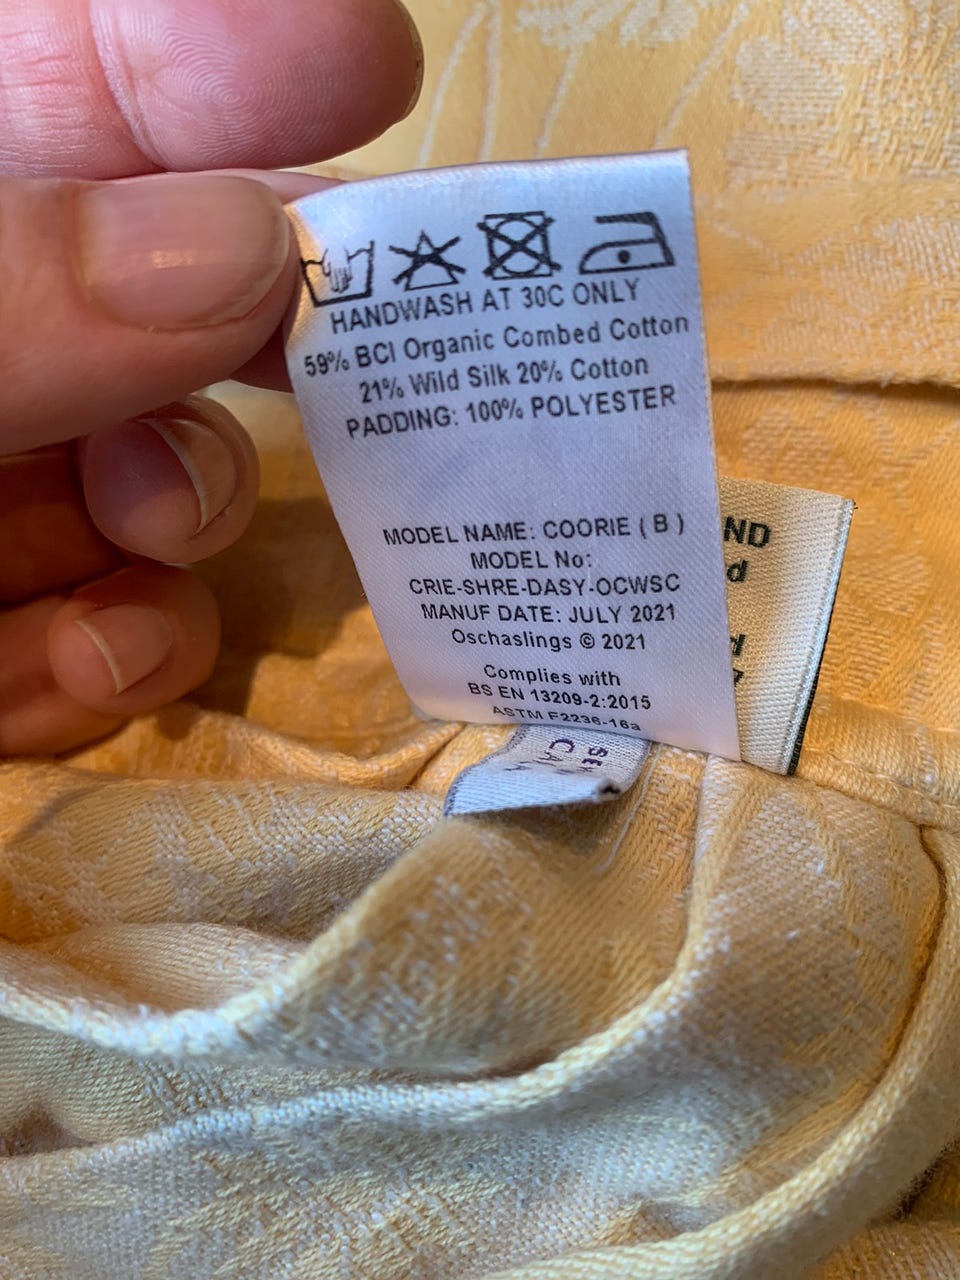 HANDWASH AT 30C ONLY
59% BCI Organic Combed Cotton
21% Wild Silk 20% Cotton
PADDING: 100% POLYESTER
MODEL NAME: COORIE ( B )
MODEL No:
CRIE-SHRE-DASY-OCWSC
MANUF DATE: JULY 2021
Oschaslings © 2021
Complies with
BS EN 13209-2:2015
ASTM F2236-16a
ND
d
d